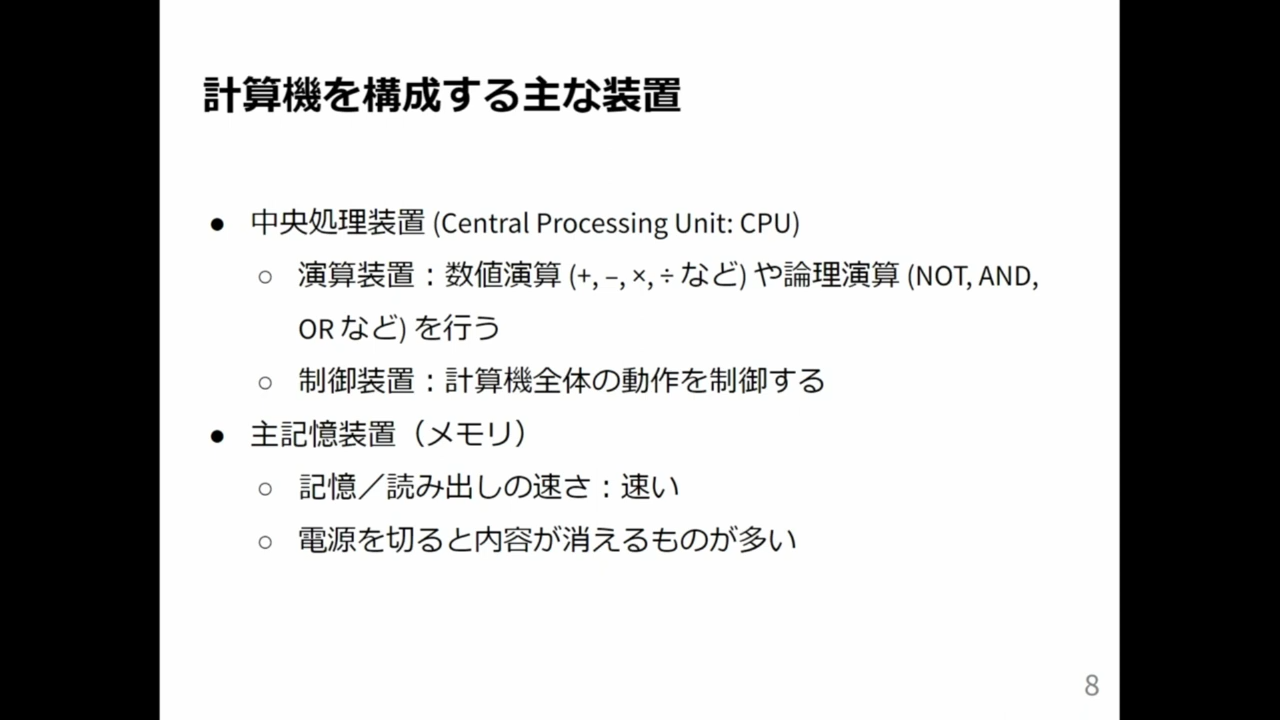 計算機を構成する主な装置
● 中央処理装置 (Central Processing Unit: CPU)
○ 演算装置：数値演算 (+, –, ×, ÷ など) や論理演算 (NOT, AND,
OR など) を行う
○ 制御装置：計算機全体の動作を制御する
● 主記憶装置（メモリ）
○ 記憶／読み出しの速さ：速い
○ 電源を切ると内容が消えるものが多い
8